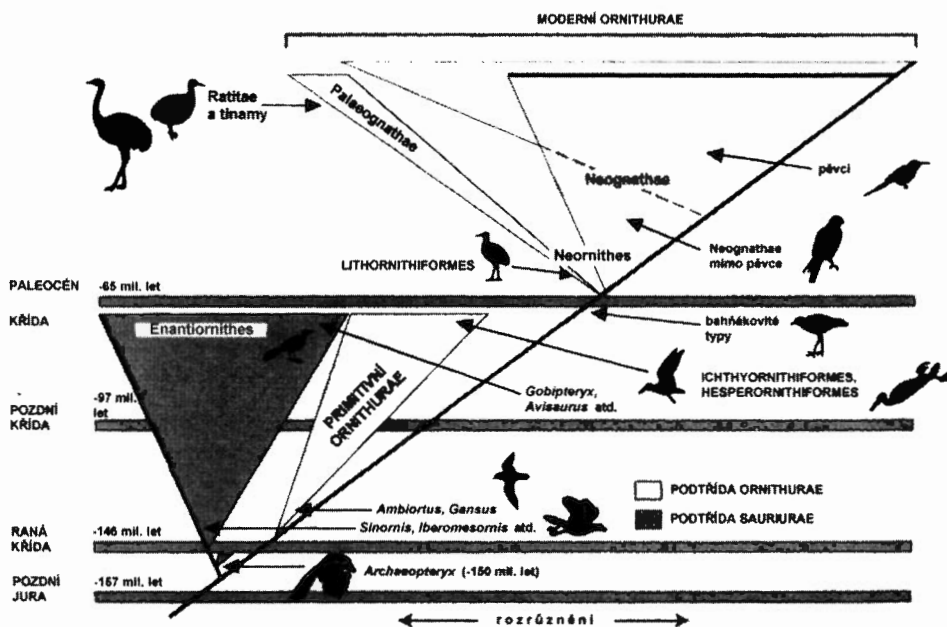 MODERNÍ ORNITHURAE
Ratitae
a tinamy
Palaeognathae
Neognathae
pěvci
Neornithes
Neognathae
mimo pěvce
LITHORNITHIFORMES
PALEOCÉN
-65 mil. let
KŘÍDA
Enantiornithes
bahňákovité
typy
PRIMITIVNÍ
ORNITHURAE
Gobipteryx,
Avisaurus atd.
ICHTHYORNITHIFORMES,
HESPERORNITHIFORMES
-97 mil.
let
POZDNÍ
KŘÍDA
PODTŘÍDA ORNITHURAE
PODTŘÍDA SAURIURAE
Ambiortus, Gansus
Sinornis, Iberomesornis atd.
RANÁ
KŘÍDA
-146 mil. let
Archaeopteryx (-150 mil. let)
POZDNÍ
JURA
-157 mil. let
rozrůznění